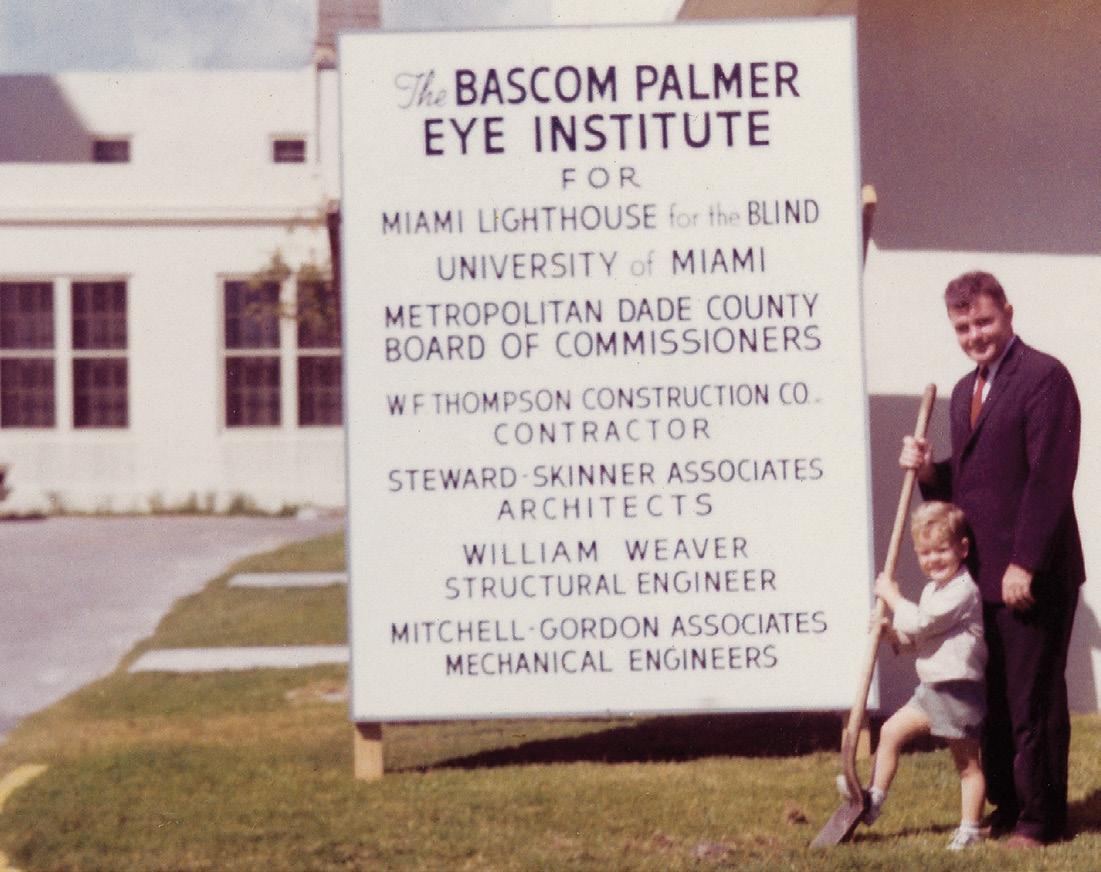 The BASCOM PALMER
EYE INSTITUTE
FOR
MIAMI LIGHTHOUSE for the BLIND
UNIVERSITY of MIAMI
METROPOLITAN DADE COUNTY
BOARD OF COMMISSIONERS
W.F. THOMPSON CONSTRUCTION CO.
CONTRACTOR
STEWARD-SKINNER ASSOCIATES
ARCHITECTS
WILLIAM WEAVER
STRUCTURAL ENGINEER
MITCHELL-GORDON ASSOCIATES
MECHANICAL ENGINEERS